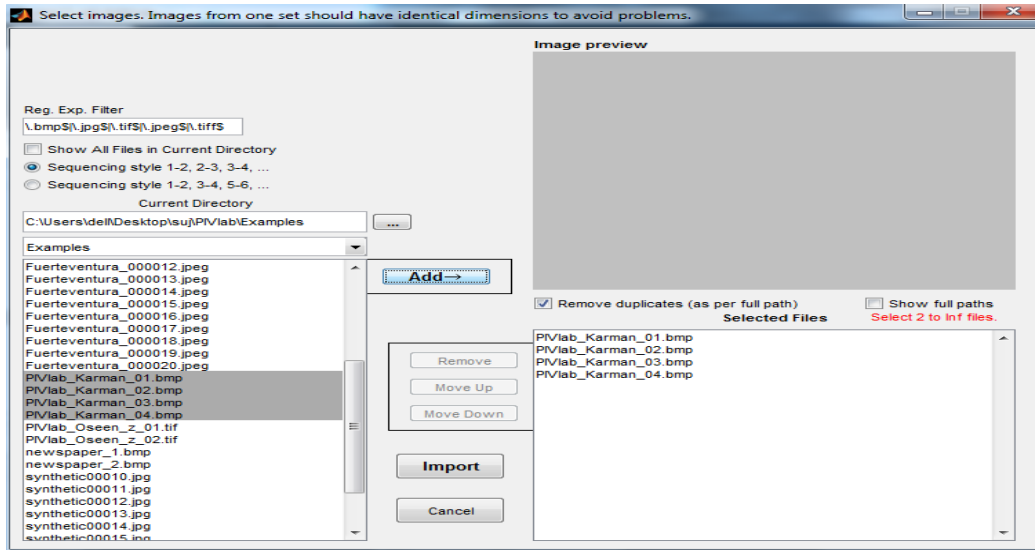 Select images. Images from one set should have identical dimensions to avoid problems.
Image preview
Reg. Exp. Filter
\.bmp$|\.jpg$|\.tif$|\.jpeg$|\.tiff$
Show All Files in Current Directory
Sequencing style 1-2, 2-3, 3-4, ...
Sequencing style 1-2, 3-4, 5-6, ...
Current Directory
C:\Users\dell\Desktop\suj\PIVlab\Examples
...
Examples
Fuerteventura_000012.jpeg
Fuerteventura_000013.jpeg
Fuerteventura_000014.jpeg
Fuerteventura_000015.jpeg
Fuerteventura_000016.jpeg
Fuerteventura_000017.jpeg
Fuerteventura_000018.jpeg
Fuerteventura_000019.jpeg
Fuerteventura_000020.jpeg
PIVlab_Karman_01.bmp
PIVlab_Karman_02.bmp
PIVlab_Karman_03.bmp
PIVlab_Karman_04.bmp
PIVlab_Oseen_z_01.tif
PIVlab_Oseen_z_02.tif
newspaper_1.bmp
newspaper_2.bmp
synthetic00010.jpg
synthetic00011.jpg
synthetic00012.jpg
synthetic00013.jpg
synthetic00014.jpg
synthetic00015.jpg
Add→
Remove
Move Up
Move Down
Import
Cancel
Remove duplicates (as per full path)
Show full paths
Selected Files
Select 2 to Inf files.
PIVlab_Karman_01.bmp
PIVlab_Karman_02.bmp
PIVlab_Karman_03.bmp
PIVlab_Karman_04.bmp